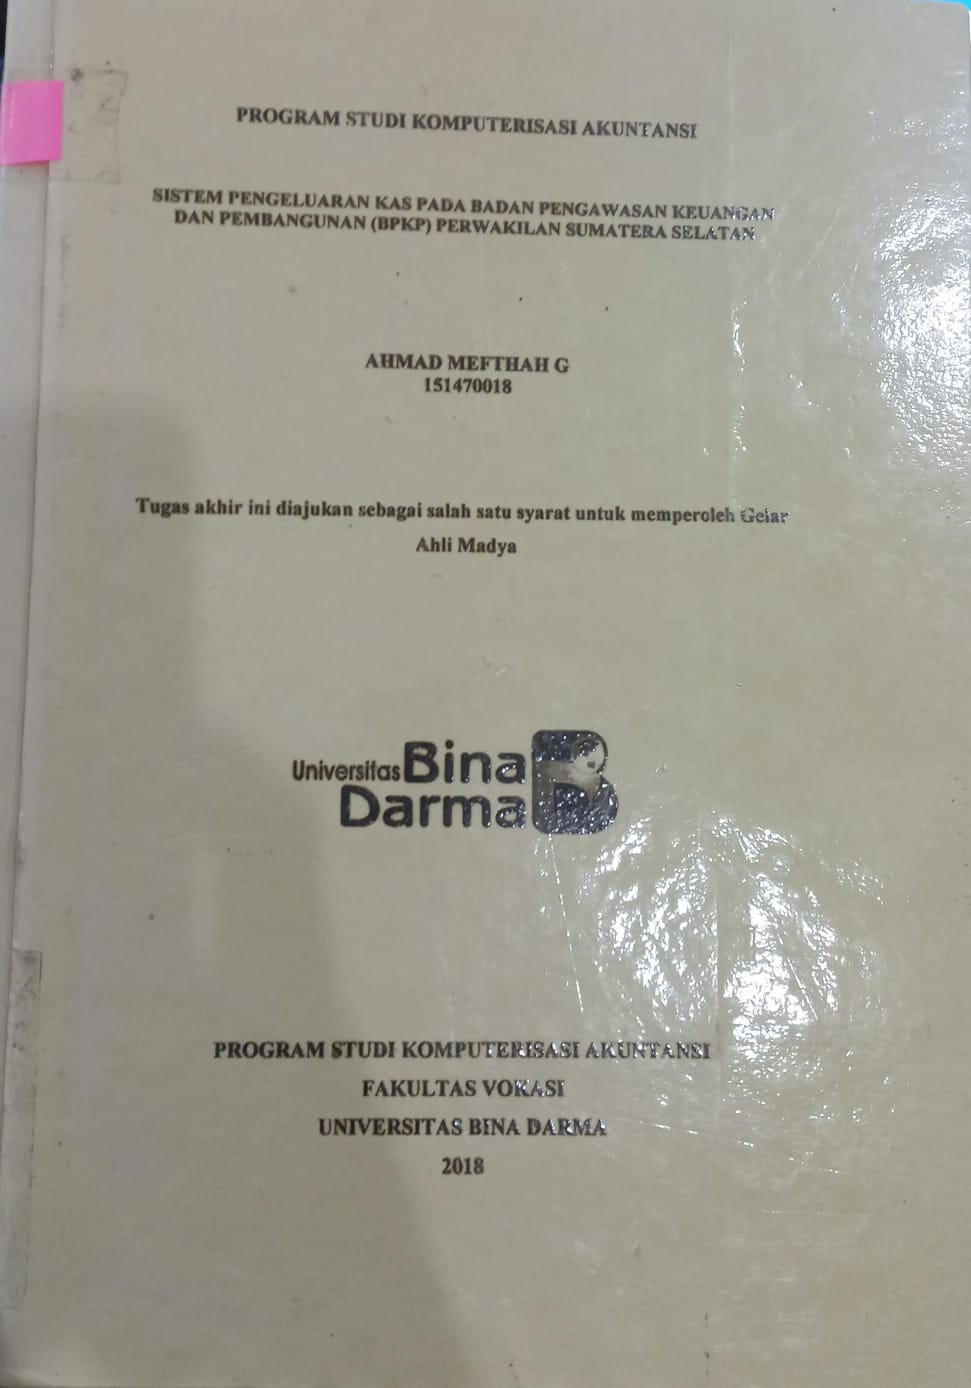 PROGRAM STUDI KOMPUTERISASI AKUNTANSI
SISTEM PENGELUARAN KAS PADA BADAN PENGAWASAN KEUANGAN
DAN PEMBANGUNAN (BPKP) PERWAKILAN SUMATERA SELATAN
AHMAD MEFTHAH G
151470018
Tugas akhir ini diajukan sebagai salah satu syarat untuk memperoleh Gelar
Ahli Madya
Universitas Bina
Darma
PROGRAM STUDI KOMPUTERISASI AKUNTANSI
FAKULTAS VOKASI
UNIVERSITAS BINA DARMA
2018